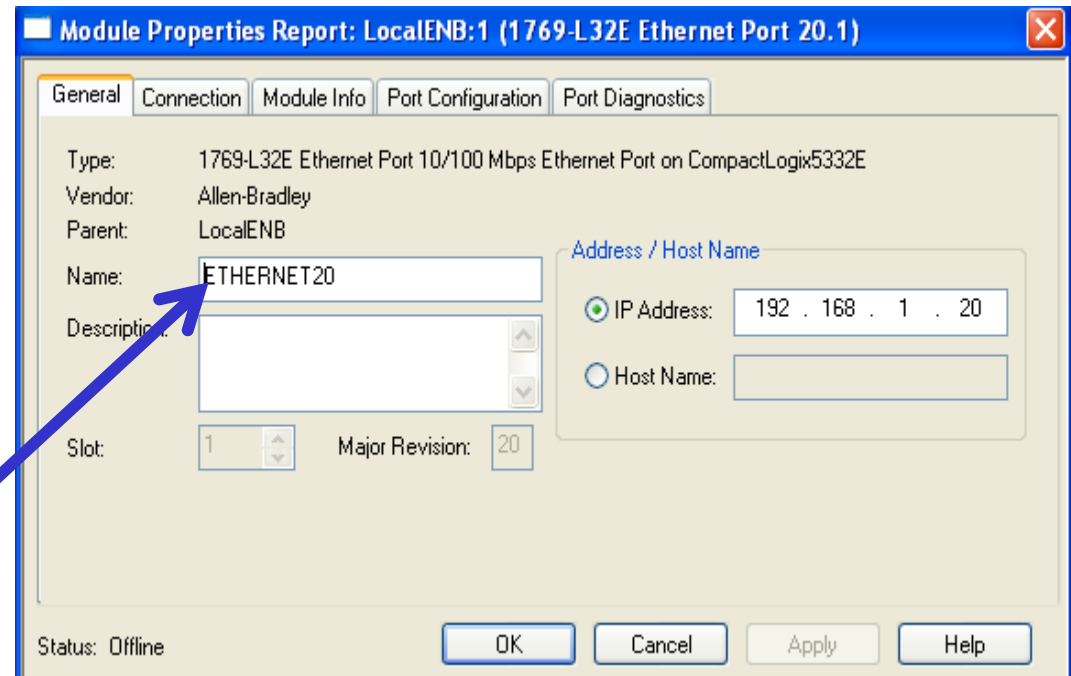 Module Properties Report: LocalENB:1 (1769-L32E Ethernet Port 20.1)
General Connection Module Info Port Configuration Port Diagnostics
Type: 1769-L32E Ethernet Port 10/100 Mbps Ethernet Port on CompactLogix5332E
Vendor: Allen-Bradley
Parent: LocalENB
Name: ETHERNET20
Description:
Address / Host Name
IP Address: 192 . 168 . 1 . 20
Host Name:
Slot: 1 Major Revision: 20
Status: Offline OK Cancel Apply Help